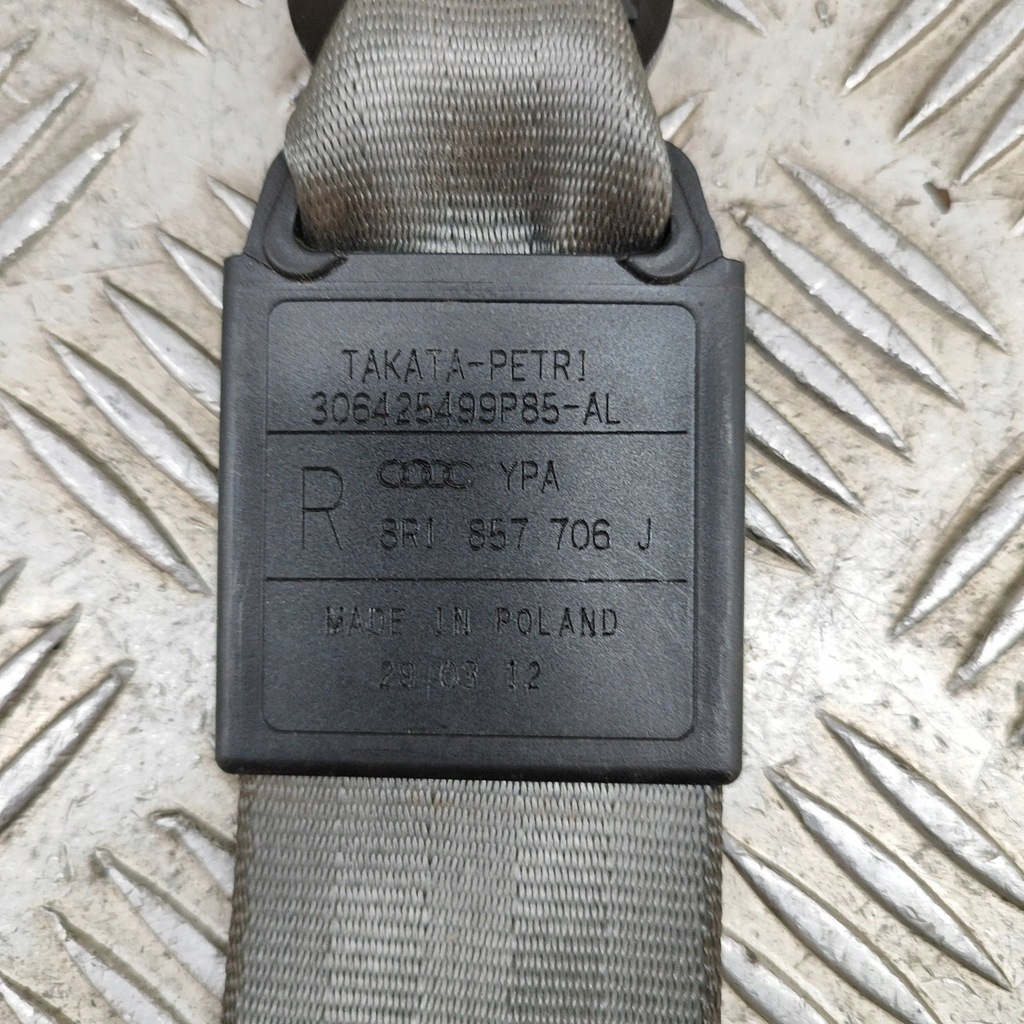 TAKATA-PETRI
306425499P85-AL
R YPA
8R1 857 706 J
MADE IN POLAND
29 03 12